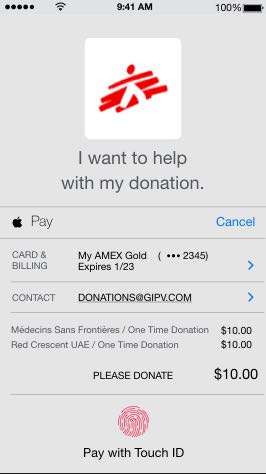 9:41 AM 100%
I want to help
with my donation.
Pay Cancel
CARD & My AMEX Gold ( ••• 2345)
BILLING Expires 1/23
CONTACT DONATIONS@GIPV.COM
Médecins Sans Frontières / One Time Donation $10.00
Red Crescent UAE / One Time Donation $10.00
PLEASE DONATE $10.00
Pay with Touch ID